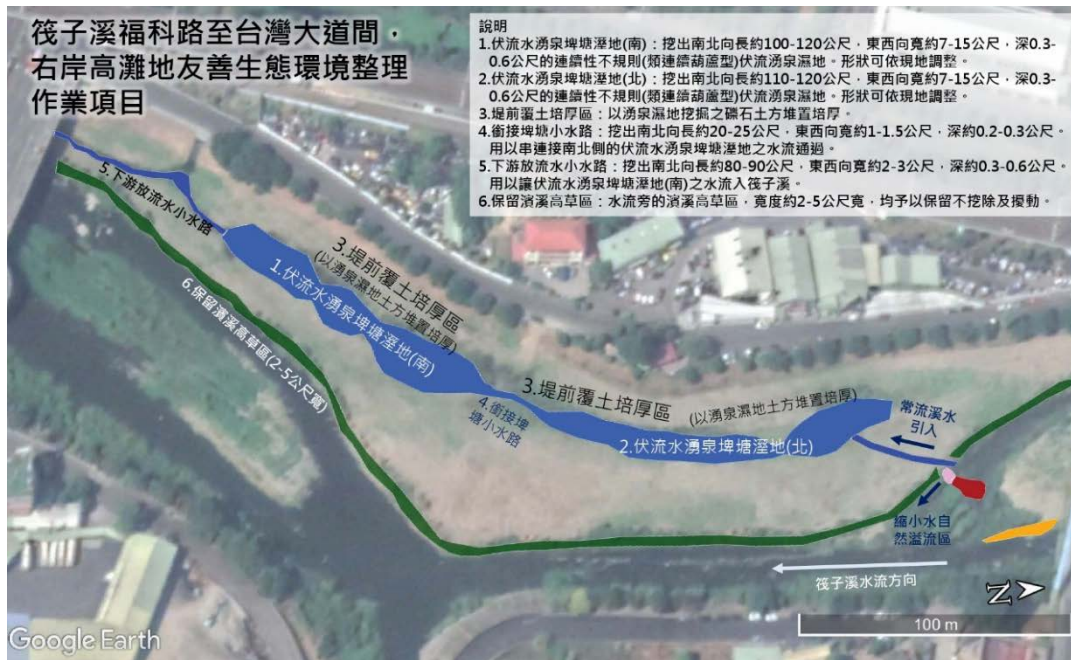 筏子溪福科路至台灣大道間，
右岸高灘地友善生態環境整理
作業項目
說明
1.伏流水湧泉埤塘溼地(南)：挖出南北向長約100-120公尺，東西向寬約7-15公尺，深0.3-
0.6公尺的連續性不規則(類連續葫蘆型)伏流湧泉濕地。形狀可依現地調整。
2.伏流水湧泉埤塘溼地(北)：挖出南北向長約110-120公尺，東西向寬約7-15公尺，深0.3-
0.6公尺的連續性不規則(類連續葫蘆型)伏流湧泉濕地。形狀可依現地調整。
3.堤前覆土培厚區：以湧泉濕地挖掘之礫石土方堆置培厚。
4.銜接埤塘小水路：挖出南北向長約20-25公尺，東西向寬約1-1.5公尺，深約0.2-0.3公尺。
用以串連接南北側的伏流水湧泉埤塘溼地之水流通過。
5.下游放流水小水路：挖出南北向長約80-90公尺，東西向寬約2-3公尺，深約0.3-0.6公尺。
用以讓伏流水湧泉埤塘溼地(南)之水流入筏子溪。
6.保留濱溪高草區：水流旁的濱溪高草區，寬度約2-5公尺寬，均予以保留不挖除及擾動。
5.下游放流水小水路
3.堤前覆土培厚區
(以湧泉濕地土方堆置培厚)
1.伏流水湧泉埤塘溼地(南)
6.保留濱溪高草區(2-5公尺寬)
3.堤前覆土培厚區
(以湧泉濕地土方堆置培厚)
4.銜接埤
塘小水路
2.伏流水湧泉埤塘溼地(北)
常流溪水
引入
縮小水自
然溢流區
筏子溪水流方向
N
100 m
Google Earth